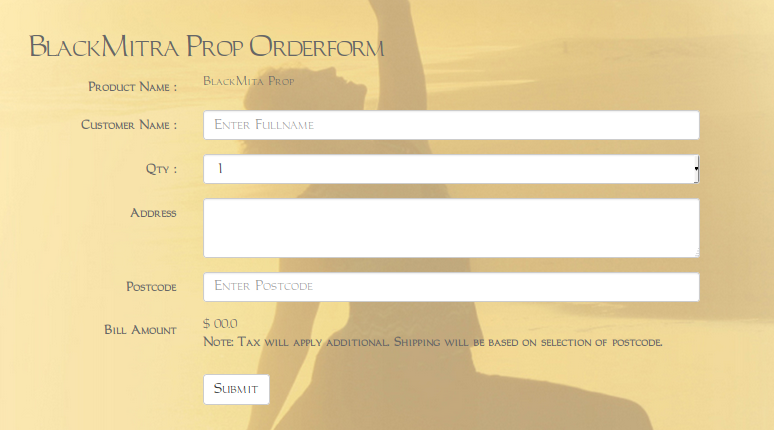 BlackMitra Prop Orderform
Product Name :
BlackMita Prop
Customer Name :
Enter Fullname
Qty :
1
Address
Postcode
Enter Postcode
Bill Amount
$ 00.0
Note: Tax will apply additional. Shipping will be based on selection of postcode.
Submit